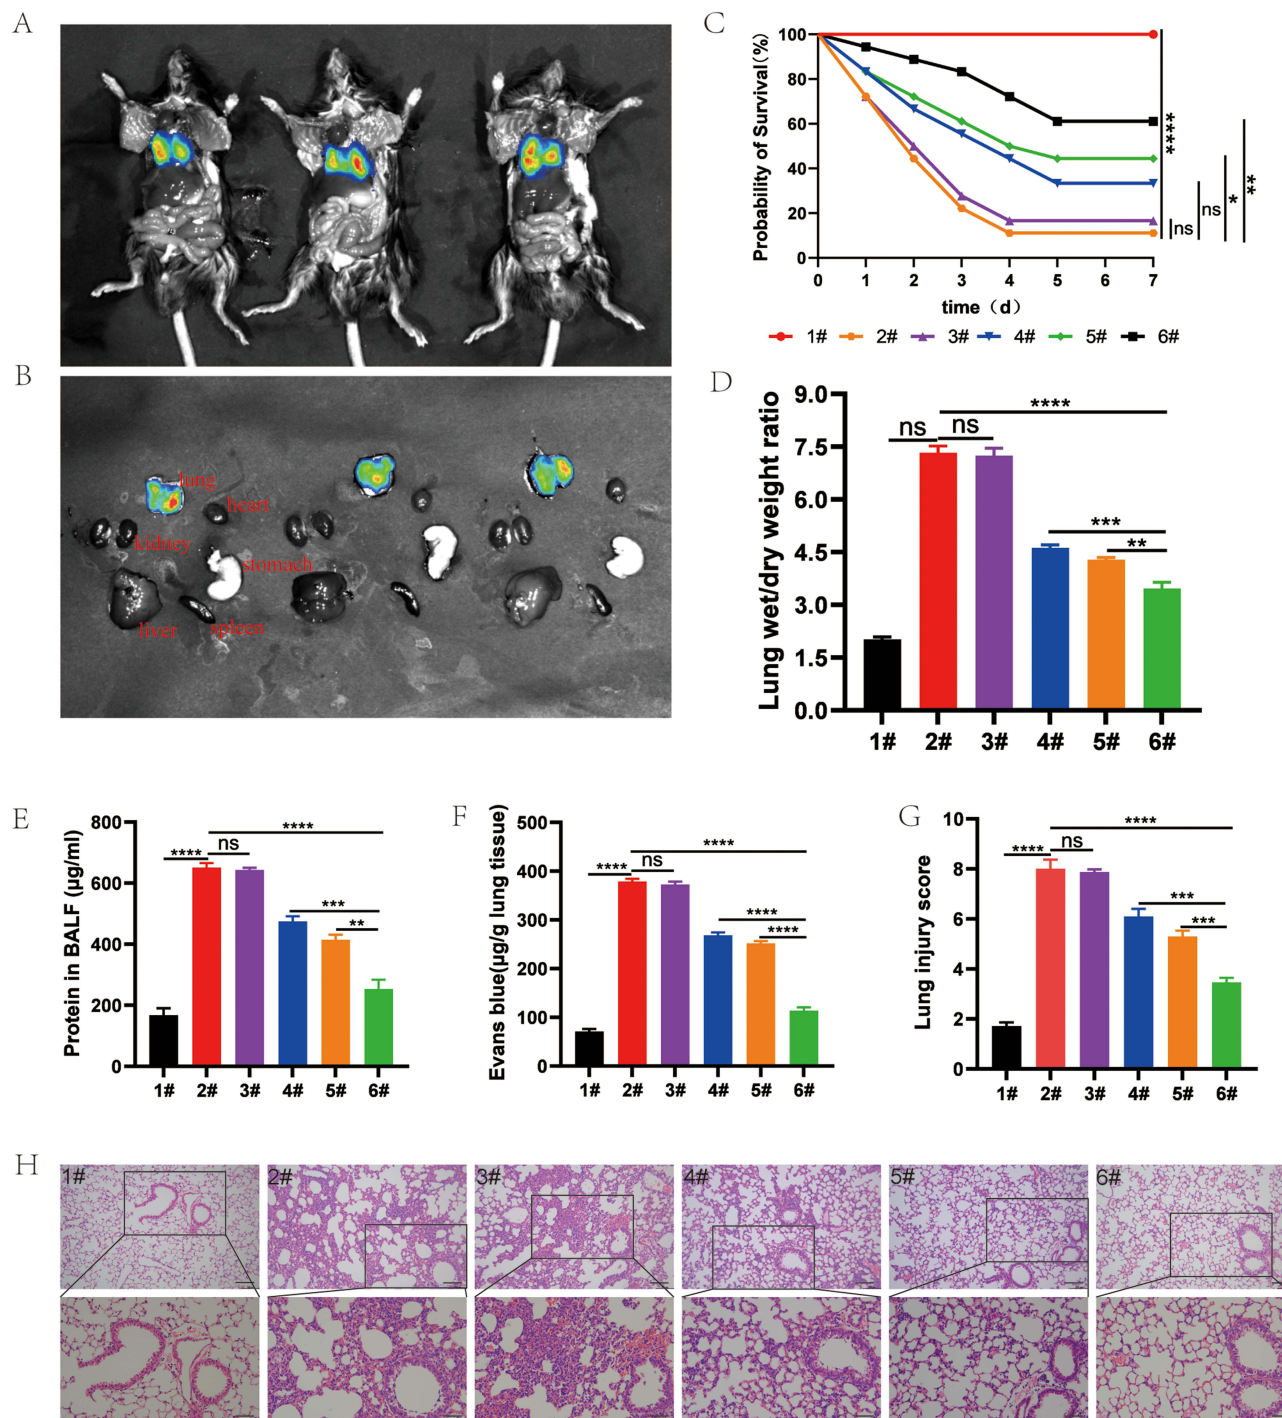 A
B
lung
heart
kidney
stomach
liver
spleen
C
Probability of Survival(%)
100
80
60
40
20
0
0 1 2 3 4 5 6 7
time (d)
****
ns
ns
*
**
1# 2# 3# 4# 5# 6#
D
Lung wet/dry weight ratio
9.0
7.5
6.0
4.5
3.0
1.5
0.0
ns
ns
****
***
**
1# 2# 3# 4# 5# 6#
E
Protein in BALF (μg/ml)
800
600
400
200
0
****
ns
****
***
**
1# 2# 3# 4# 5# 6#
F
Evans blue(μg/g lung tissue)
500
400
300
200
100
0
****
ns
****
****
****
1# 2# 3# 4# 5# 6#
G
Lung injury score
10
8
6
4
2
0
****
ns
****
***
***
1# 2# 3# 4# 5# 6#
H
1# 2# 3# 4# 5# 6#